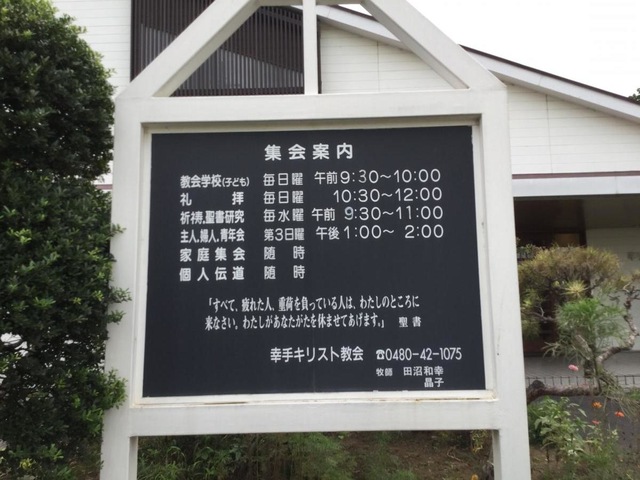 集会案内
教会学校(子ども) 毎日曜 午前9:30～10:00
礼拝 毎日曜 10:30～12:00
祈祷,聖書研究 毎水曜 午前 9:30～11:00
主人,婦人,青年会 第3日曜 午後 1:00～ 2:00
家庭集会 随時
個人伝道 随時
「すべて、疲れた人、重荷を負っている人は、わたしのところに
来なさい。わたしがあなたがたを休ませてあげます。」 聖書
幸手キリスト教会 ☎0480-42-1075
牧師 田沼和幸
晶子